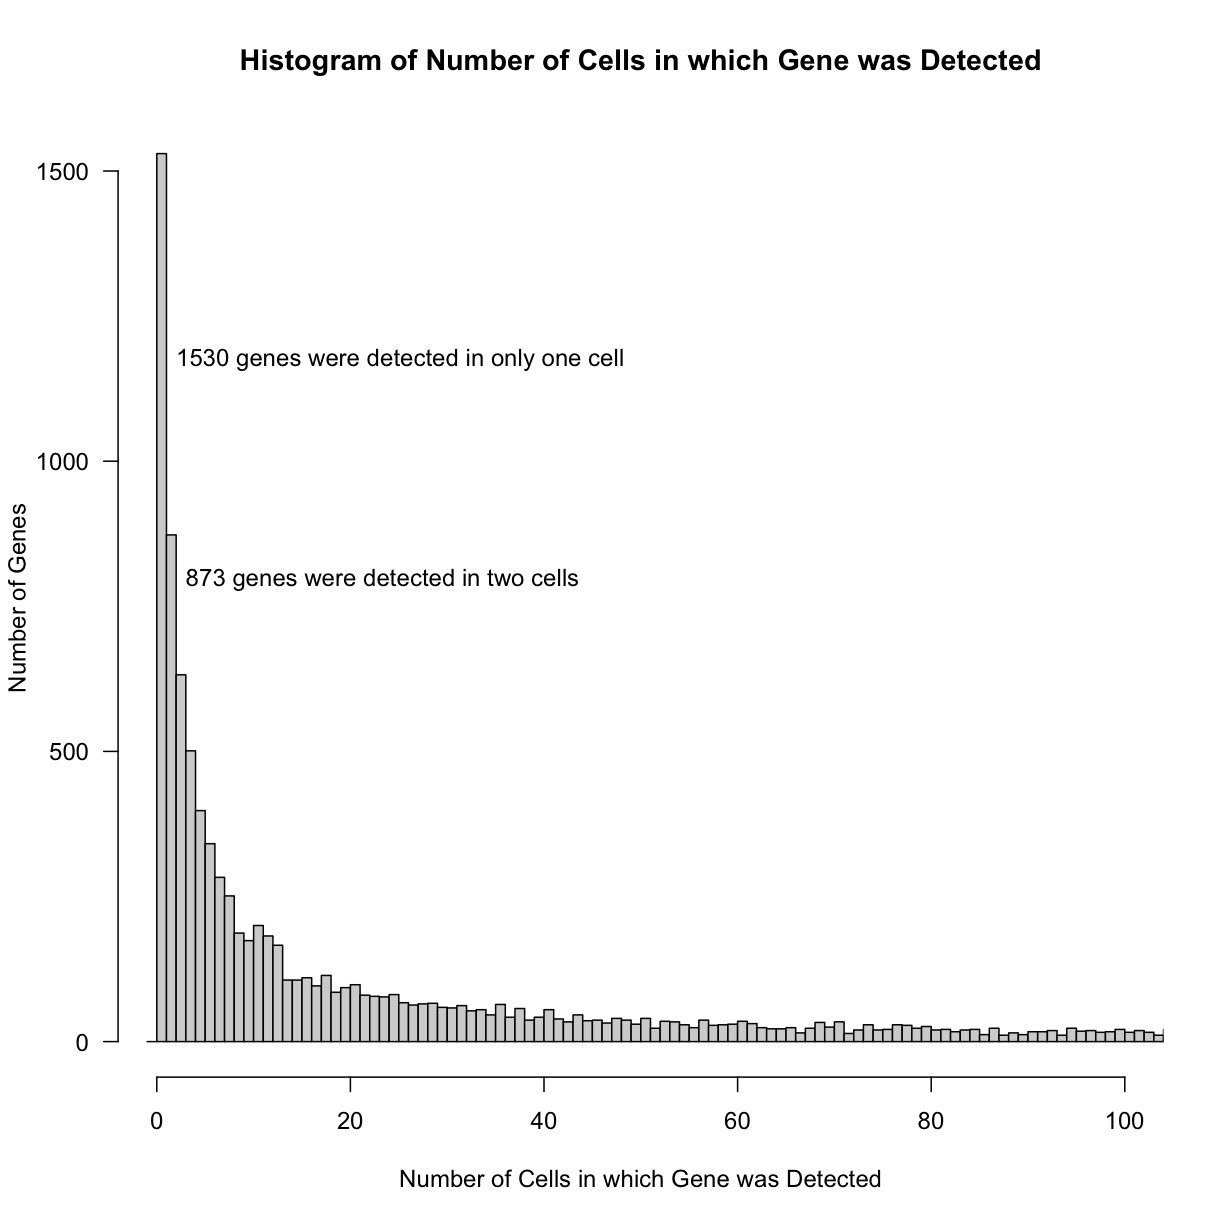 Histogram of Number of Cells in which Gene was Detected
1500
1530 genes were detected in only one cell
1000
Number of Genes
873 genes were detected in two cells
500
0
0 20 40 60 80 100
Number of Cells in which Gene was Detected